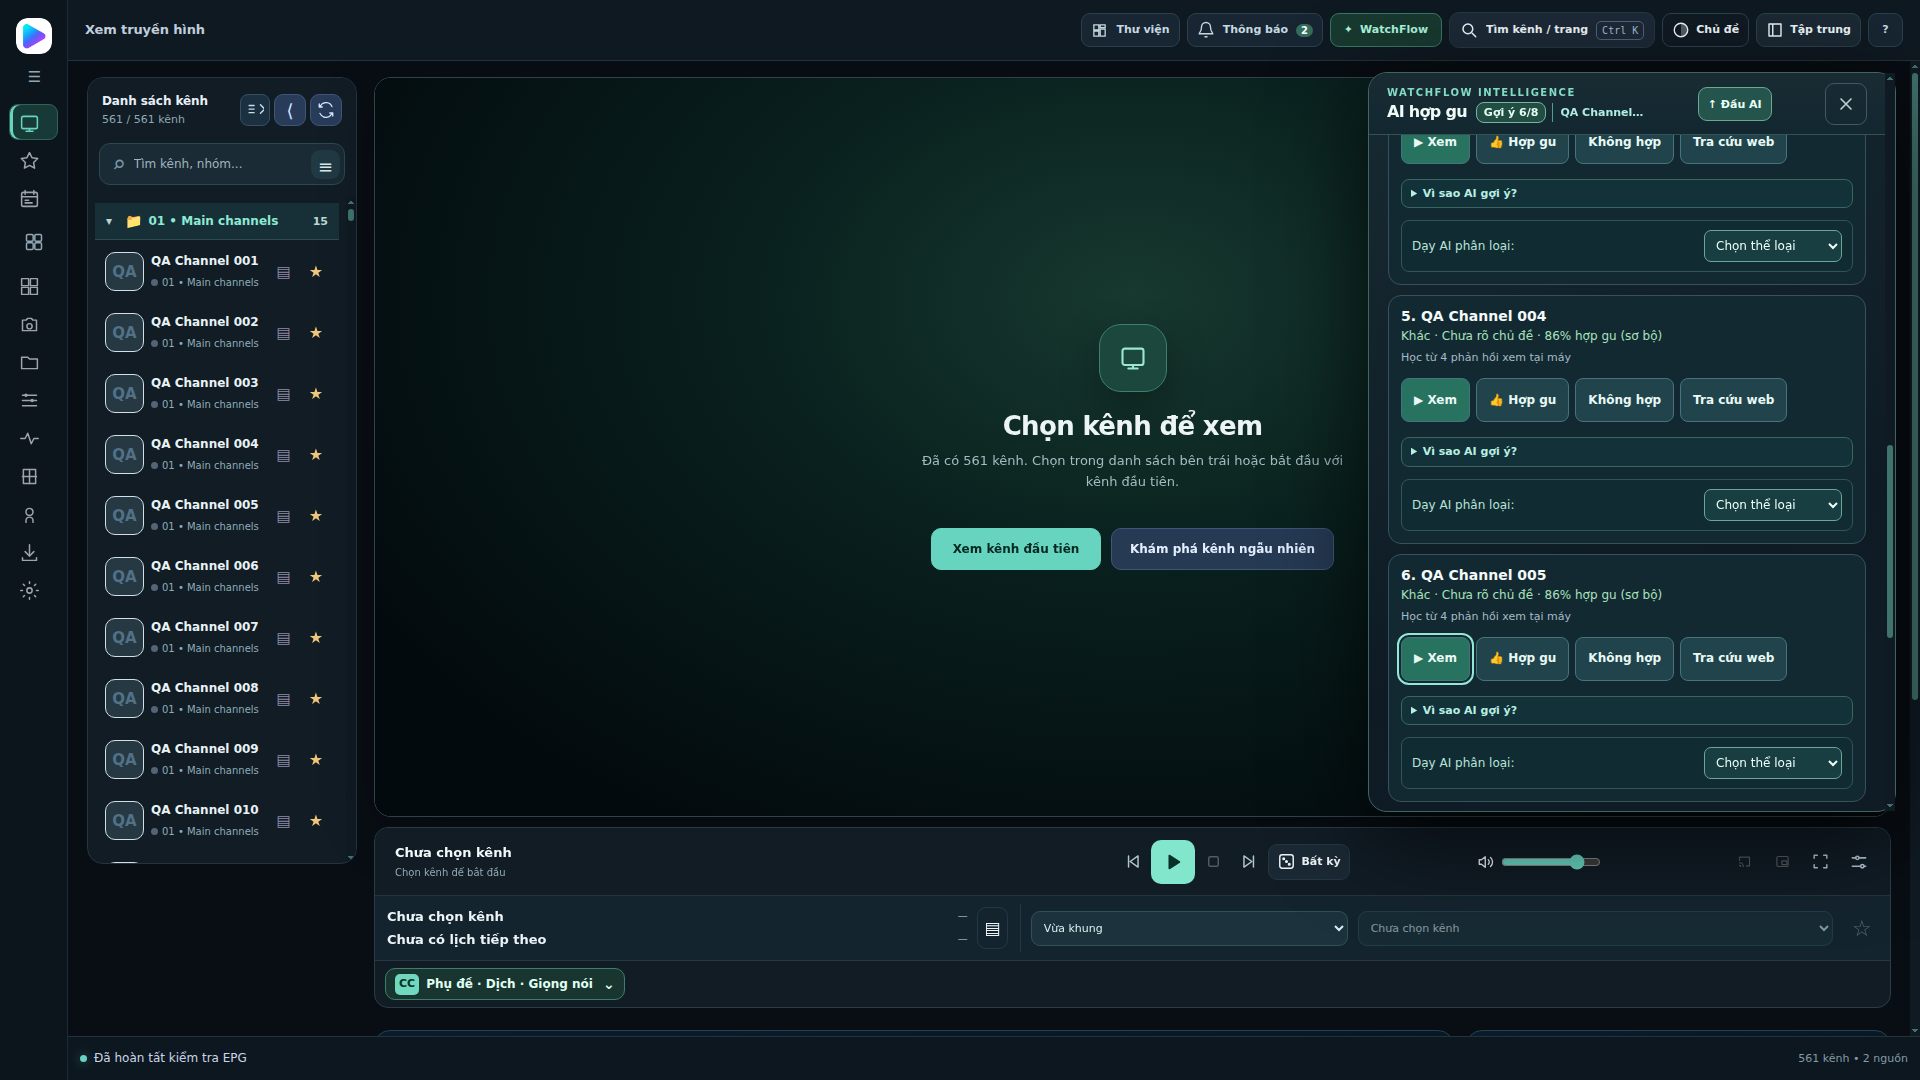 Xem truyền hình
Thư viện
Thông báo 2
✦ WatchFlow
Tìm kênh / trang Ctrl K
Chủ đề
Tập trung
?
Danh sách kênh
561 / 561 kênh
Tìm kênh, nhóm...
▾ 📁 01 • Main channels 15
QA QA Channel 001
01 • Main channels
QA QA Channel 002
01 • Main channels
QA QA Channel 003
01 • Main channels
QA QA Channel 004
01 • Main channels
QA QA Channel 005
01 • Main channels
QA QA Channel 006
01 • Main channels
QA QA Channel 007
01 • Main channels
QA QA Channel 008
01 • Main channels
QA QA Channel 009
01 • Main channels
QA QA Channel 010
01 • Main channels
Chọn kênh để xem
Đã có 561 kênh. Chọn trong danh sách bên trái hoặc bắt đầu với
kênh đầu tiên.
Xem kênh đầu tiên
Khám phá kênh ngẫu nhiên
WATCHFLOW INTELLIGENCE
AI hợp gu Gợi ý 6/8 QA Channel...
↑ Đầu AI
▶ Xem 👍 Hợp gu Không hợp Tra cứu web
▶ Vì sao AI gợi ý?
Dạy AI phân loại: Chọn thể loại
5. QA Channel 004
Khác · Chưa rõ chủ đề · 86% hợp gu (sơ bộ)
Học từ 4 phản hồi xem tại máy
▶ Xem 👍 Hợp gu Không hợp Tra cứu web
▶ Vì sao AI gợi ý?
Dạy AI phân loại: Chọn thể loại
6. QA Channel 005
Khác · Chưa rõ chủ đề · 86% hợp gu (sơ bộ)
Học từ 4 phản hồi xem tại máy
▶ Xem 👍 Hợp gu Không hợp Tra cứu web
▶ Vì sao AI gợi ý?
Dạy AI phân loại: Chọn thể loại
Chưa chọn kênh
Chọn kênh để bắt đầu
Bất kỳ
Chưa chọn kênh —
Chưa có lịch tiếp theo —
Vừa khung
Chưa chọn kênh
CC Phụ đề · Dịch · Giọng nói
Đã hoàn tất kiểm tra EPG
561 kênh • 2 nguồn